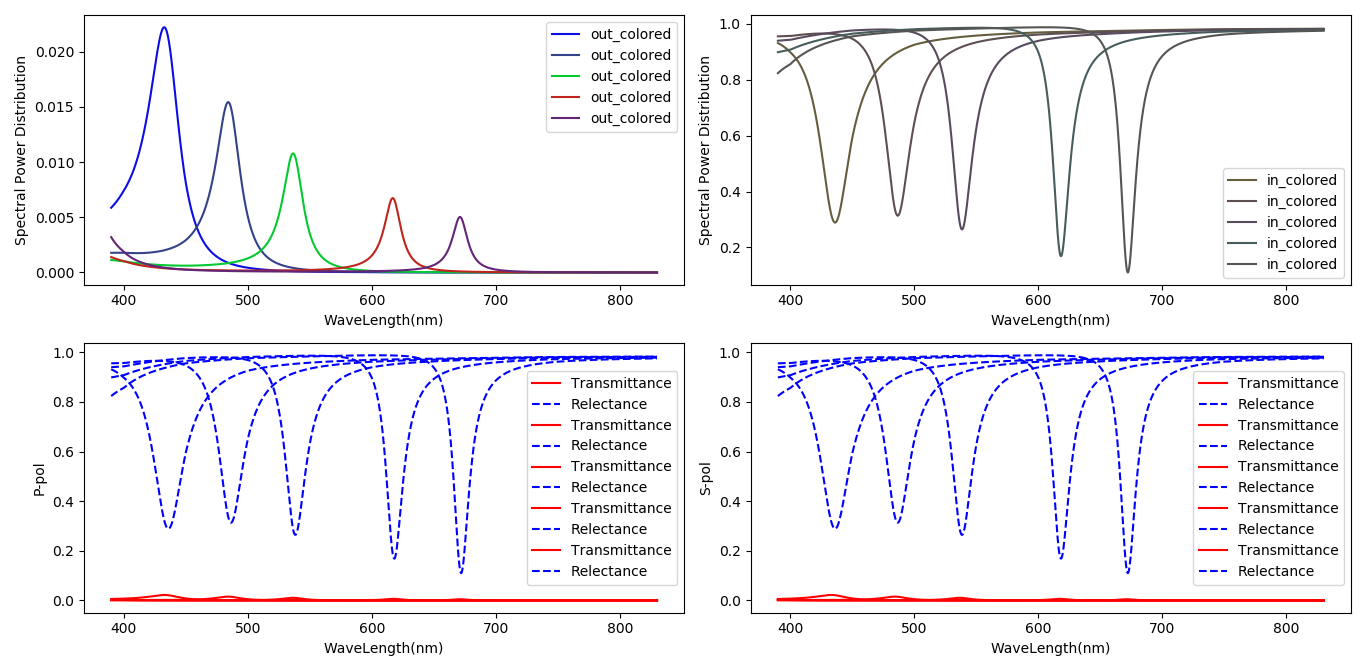 Spectral Power Distribution
0.020
0.015
0.010
0.005
0.000
out_colored
out_colored
out_colored
out_colored
out_colored
400 500 600 700 800
WaveLength(nm)
Spectral Power Distribution
1.0
0.8
0.6
0.4
0.2
in_colored
in_colored
in_colored
in_colored
in_colored
400 500 600 700 800
WaveLength(nm)
P-pol
1.0
0.8
0.6
0.4
0.2
0.0
Transmittance
Relectance
Transmittance
Relectance
Transmittance
Relectance
Transmittance
Relectance
Transmittance
Relectance
400 500 600 700 800
WaveLength(nm)
S-pol
1.0
0.8
0.6
0.4
0.2
0.0
Transmittance
Relectance
Transmittance
Relectance
Transmittance
Relectance
Transmittance
Relectance
Transmittance
Relectance
400 500 600 700 800
WaveLength(nm)